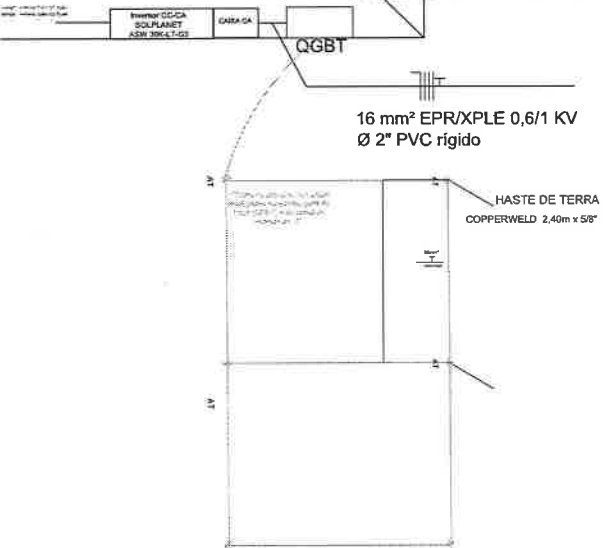 Inversor CC-CA
SOLPLANET
ASW 30K-LT-G3
CAIXA CA
QGBT
16 mm² EPR/XPLE 0,6/1 KV
Ø 2" PVC rígido
AT
AT
HASTE DE TERRA
COPPERWELD 2,40m x 5/8"
AT
AT